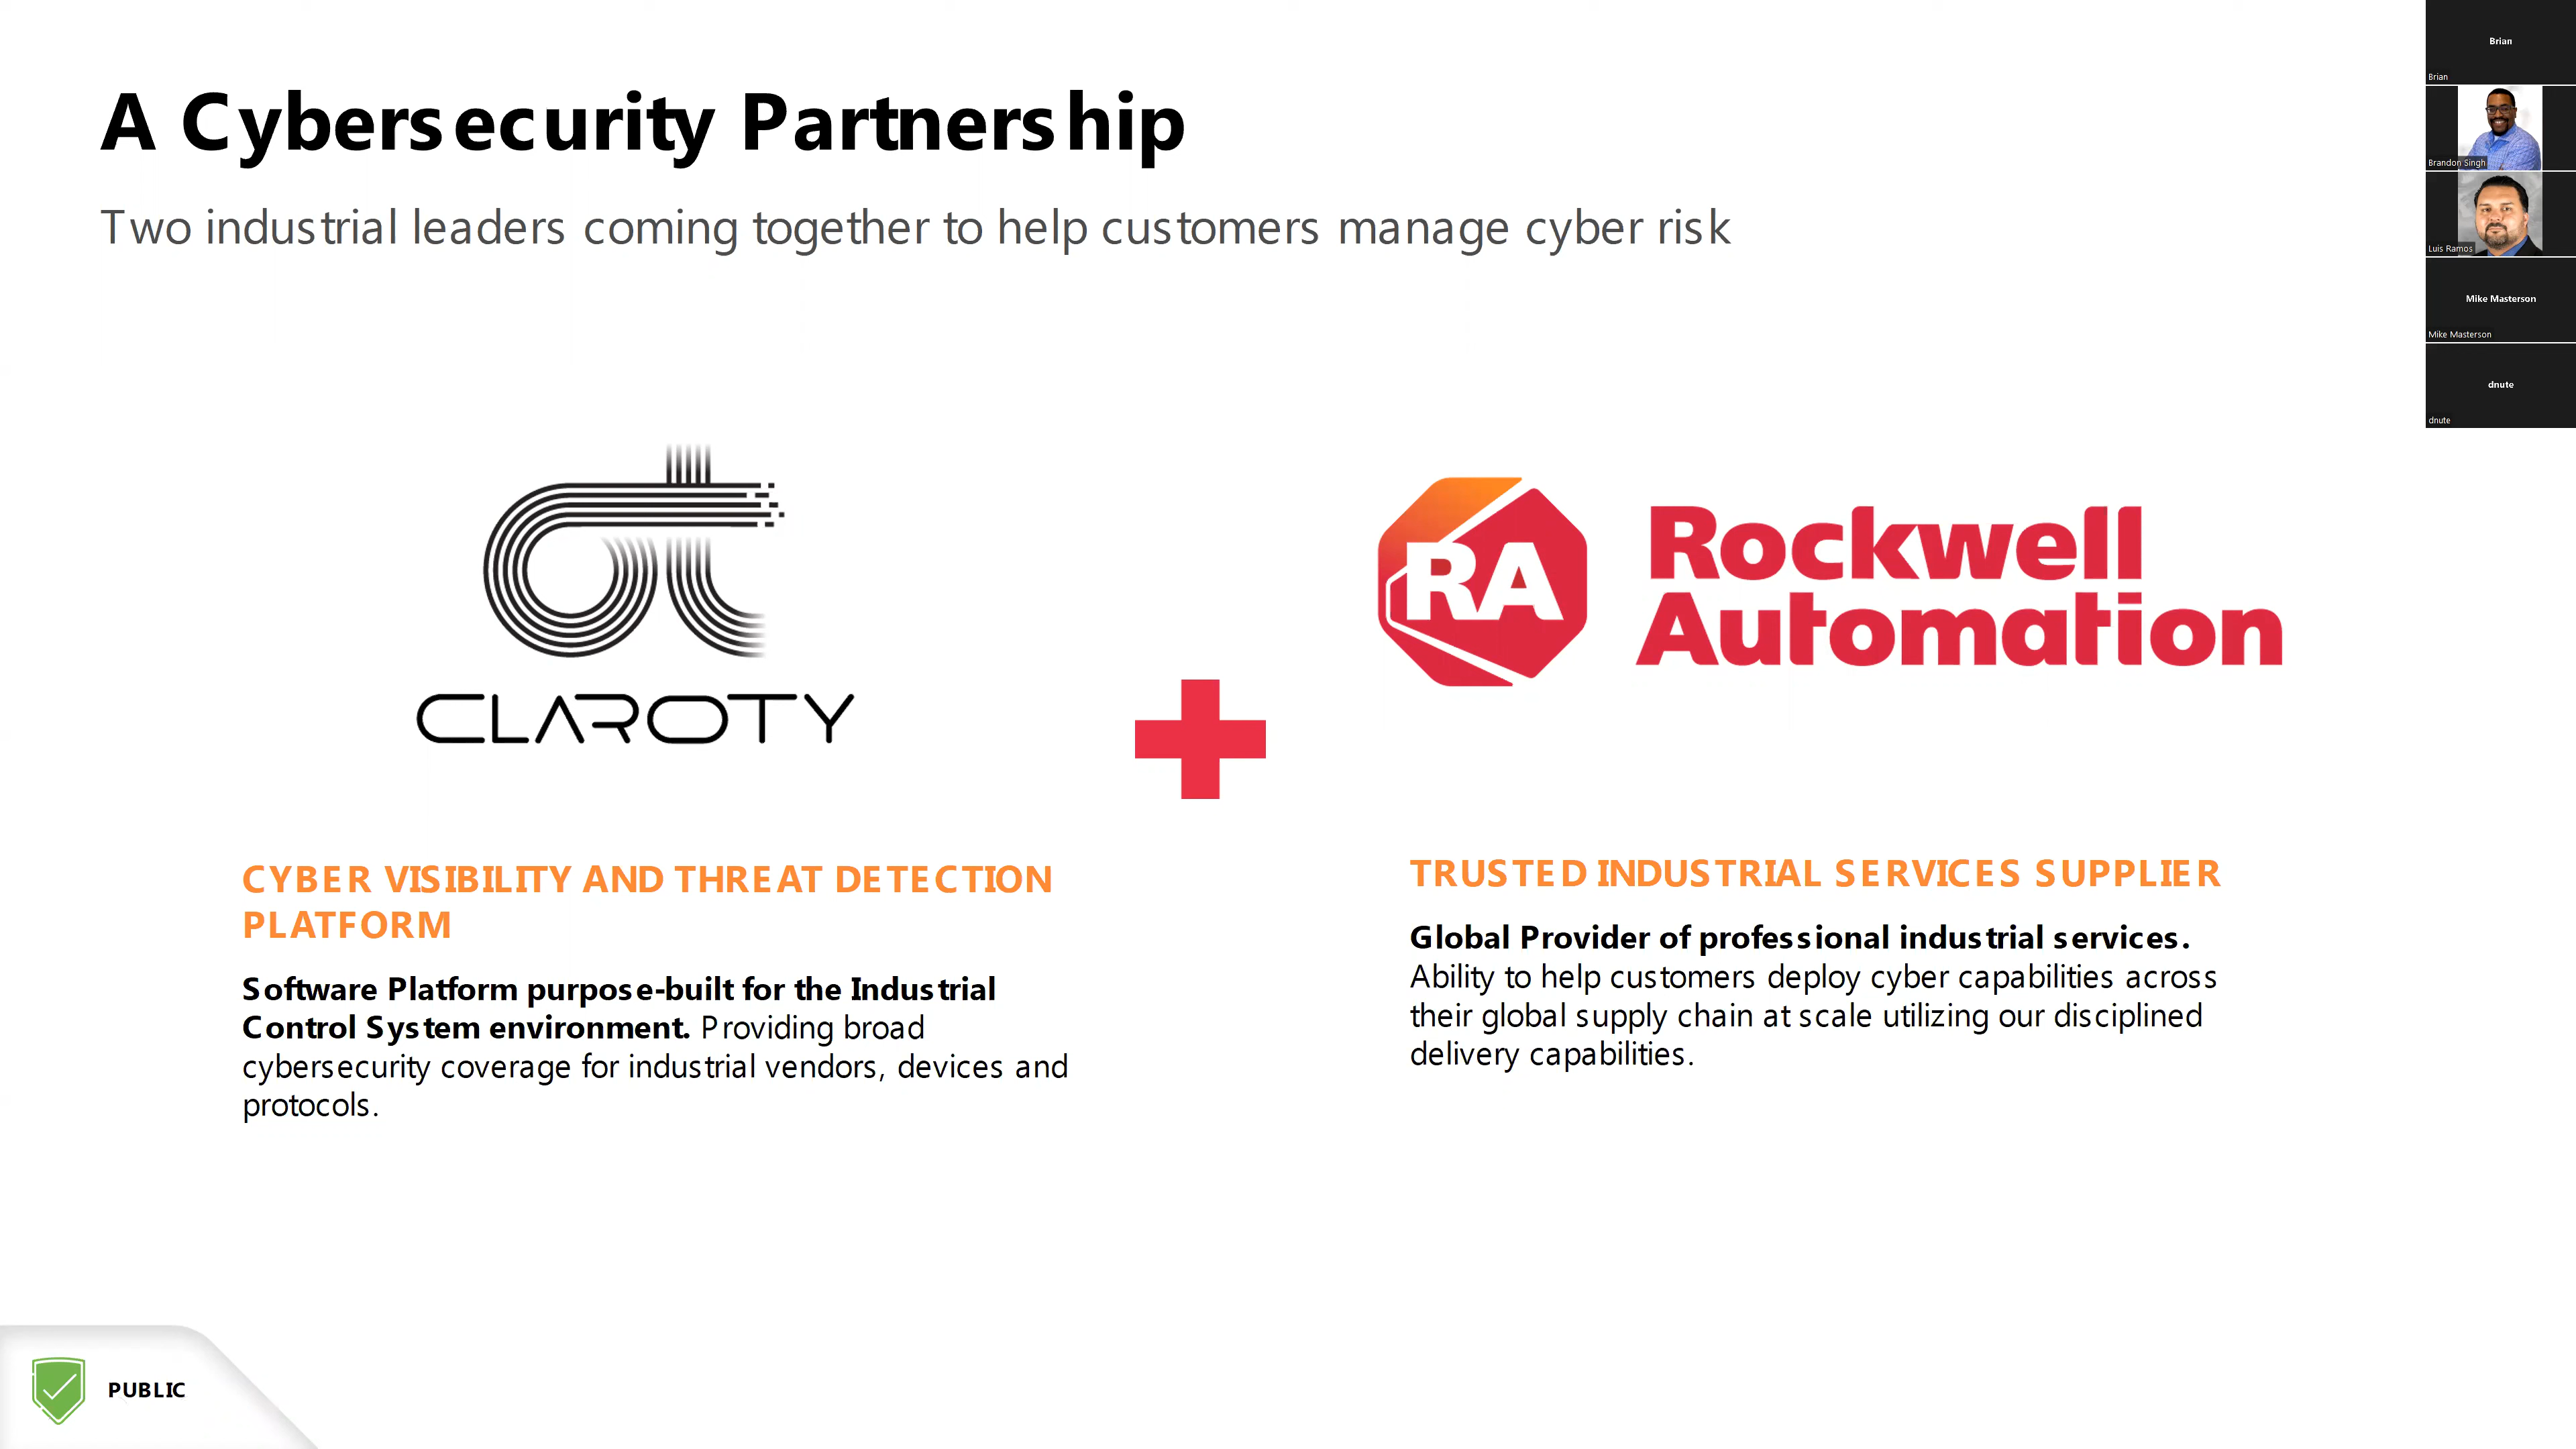 A Cybersecurity Partnership
Two industrial leaders coming together to help customers manage cyber risk
CLAROTY
RA
Rockwell
Automation
CYBER VISIBILITY AND THREAT DETECTION
PLATFORM
Software Platform purpose-built for the Industrial
Control System environment. Providing broad
cybersecurity coverage for industrial vendors, devices and
protocols.
TRUSTED INDUSTRIAL SERVICES SUPPLIER
Global Provider of professional industrial services.
Ability to help customers deploy cyber capabilities across
their global supply chain at scale utilizing our disciplined
delivery capabilities.
PUBLIC
Brian
Brian
Brandon Singh
Luis Ramos
Mike Masterson
Mike Masterson
dnute
dnute